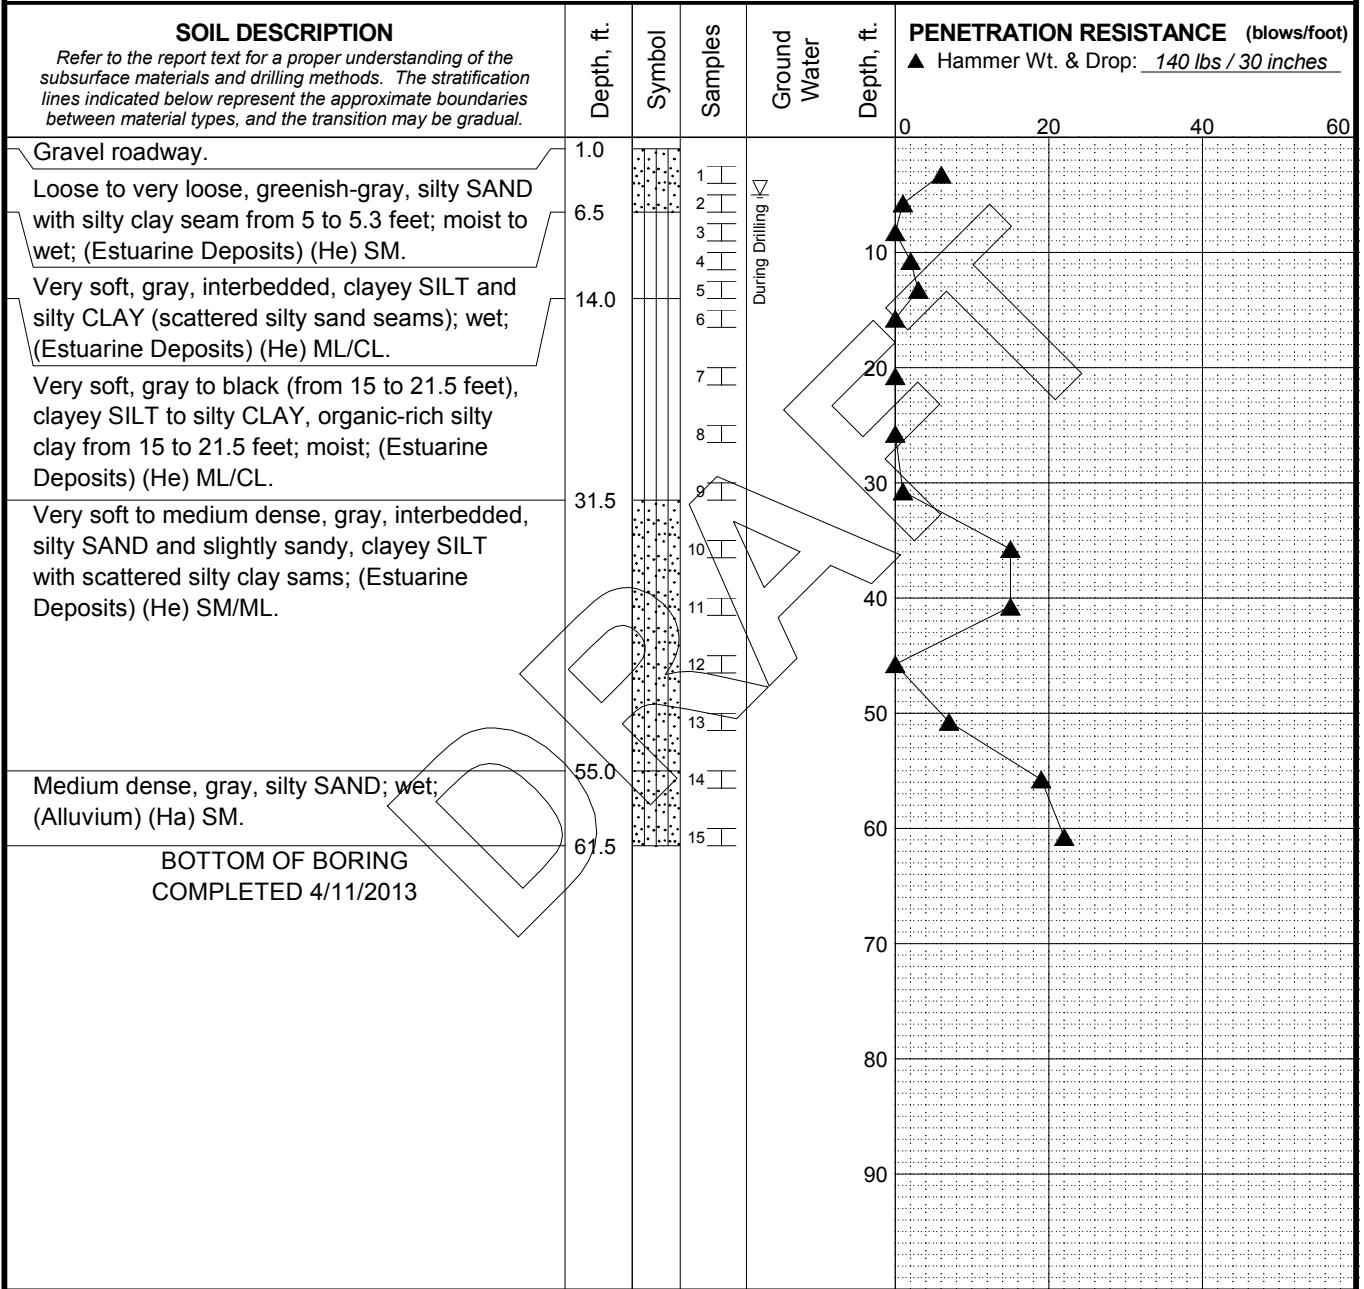 SOIL DESCRIPTION
Refer to the report text for a proper understanding of the
subsurface materials and drilling methods. The stratification
lines indicated below represent the approximate boundaries
between material types, and the transition may be gradual.
Depth, ft.
Symbol
Samples
Ground
Water
Depth, ft.
PENETRATION RESISTANCE (blows/foot)
▲ Hammer Wt. & Drop: 140 lbs / 30 inches
0 20 40 60
Gravel roadway.
1.0
Loose to very loose, greenish-gray, silty SAND
with silty clay seam from 5 to 5.3 feet; moist to
wet; (Estuarine Deposits) (He) SM.
6.5
Very soft, gray, interbedded, clayey SILT and
silty CLAY (scattered silty sand seams); wet;
(Estuarine Deposits) (He) ML/CL.
14.0
Very soft, gray to black (from 15 to 21.5 feet),
clayey SILT to silty CLAY, organic-rich silty
clay from 15 to 21.5 feet; moist; (Estuarine
Deposits) (He) ML/CL.
31.5
Very soft to medium dense, gray, interbedded,
silty SAND and slightly sandy, clayey SILT
with scattered silty clay sams; (Estuarine
Deposits) (He) SM/ML.
55.0
Medium dense, gray, silty SAND; wet;
(Alluvium) (Ha) SM.
61.5
BOTTOM OF BORING
COMPLETED 4/11/2013
1
2
3
4
5
6
7
8
9
10
11
12
13
14
15
During Drilling
10
20
30
40
50
60
70
80
90
DRAFT